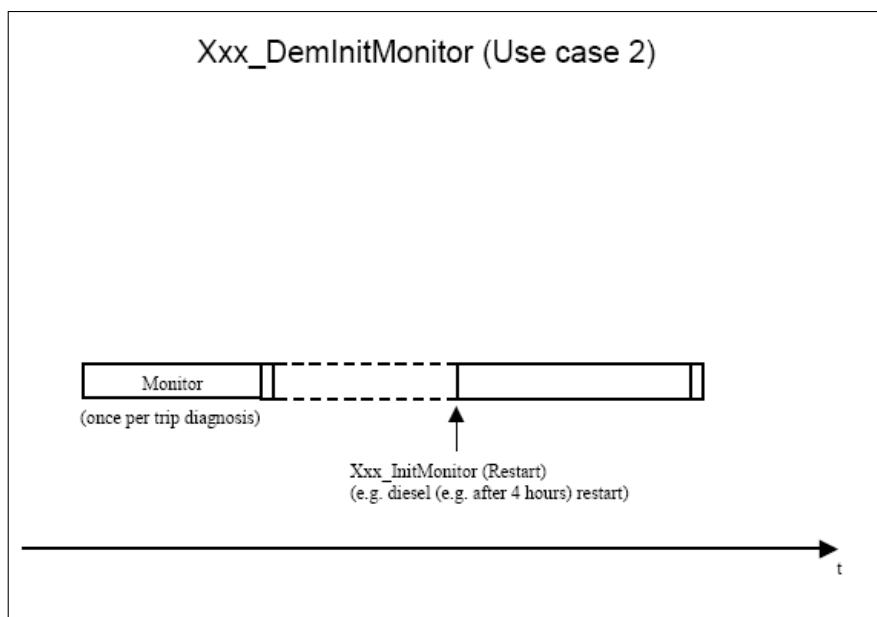 Xxx_DemInitMonitor (Use case 2)
Monitor
(once per trip diagnosis)
Xxx_InitMonitor (Restart)
(e.g. diesel (e.g. after 4 hours) restart)
t